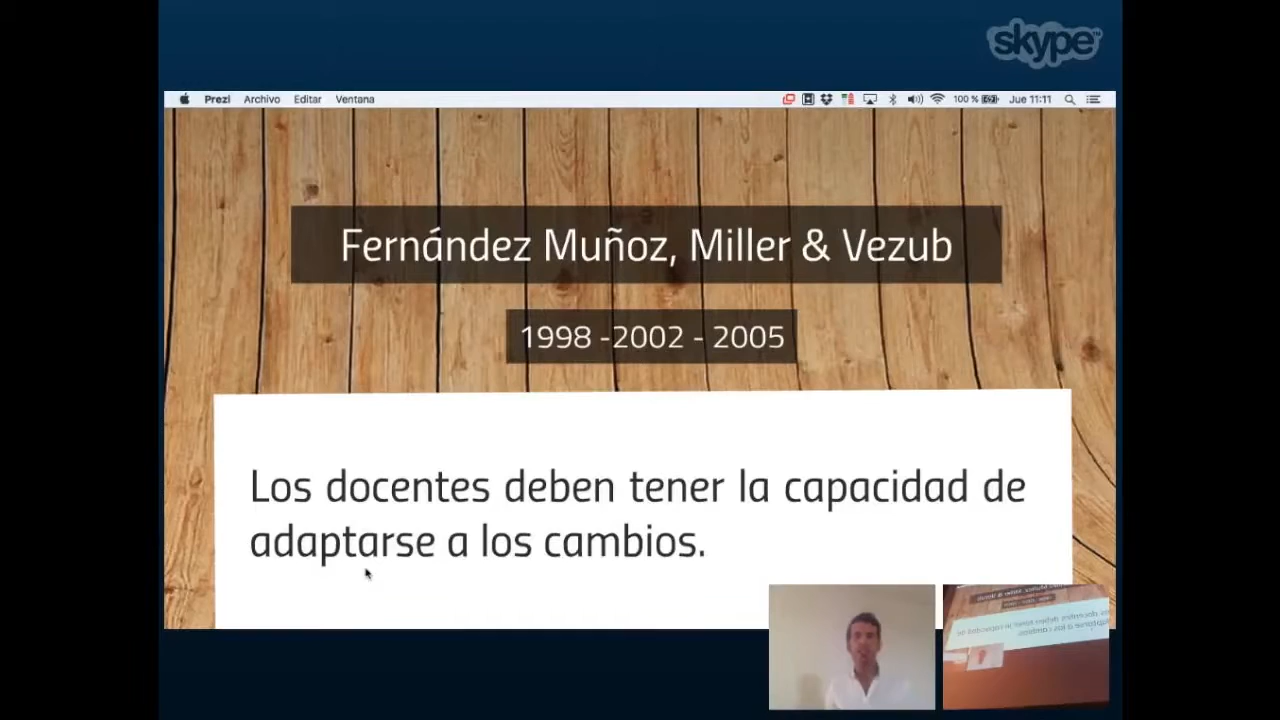 skype™
Prezi Archivo Editar Ventana 100 % Jue 11:11
Fernández Muñoz, Miller & Vezub
1998 -2002 - 2005
Los docentes deben tener la capacidad de
adaptarse a los cambios.